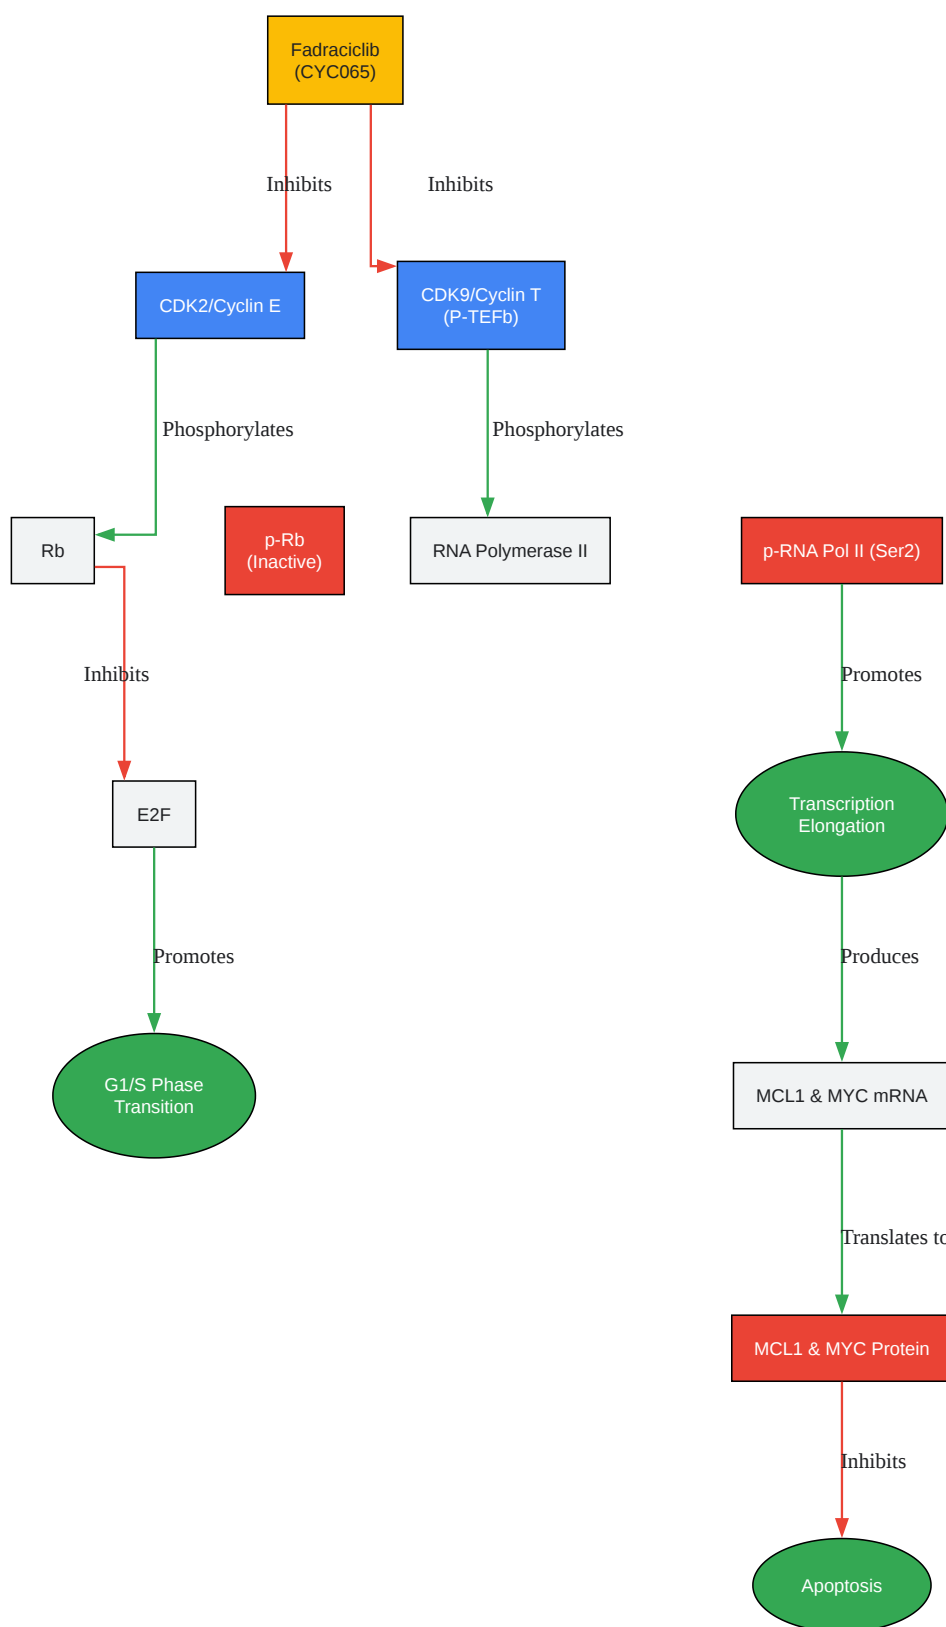 Fadraciclib
(CYC065)
Inhibits
Inhibits
CDK2/Cyclin E
CDK9/Cyclin T
(P-TEFb)
Phosphorylates
Phosphorylates
Rb
p-Rb
(Inactive)
RNA Polymerase II
p-RNA Pol II (Ser2)
Inhibits
Promotes
E2F
Transcription
Elongation
Promotes
Produces
G1/S Phase
Transition
MCL1 & MYC mRNA
Translates to
MCL1 & MYC Protein
Inhibits
Apoptosis